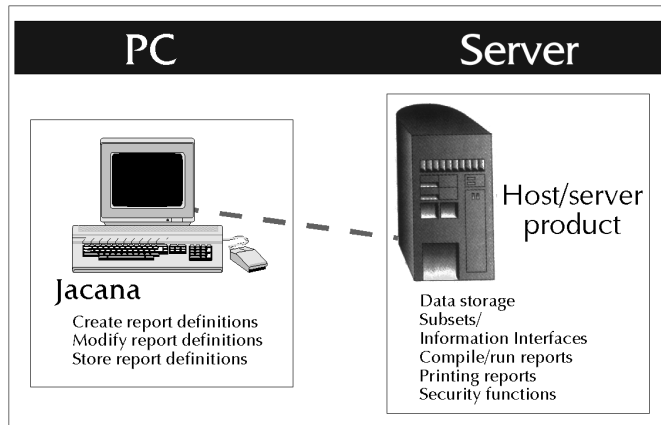 PC
Server
Jacana
Create report definitions
Modify report definitions
Store report definitions
Host/server
product
Data storage
Subsets/
Information Interfaces
Compile/run reports
Printing reports
Security functions